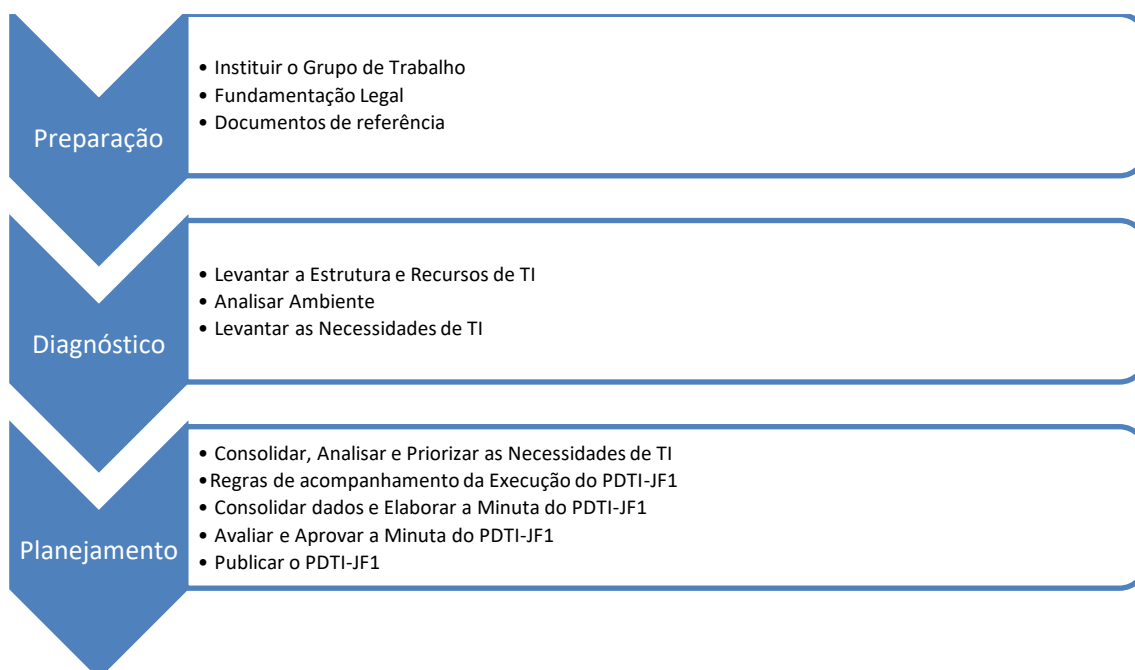 Preparação
• Instituir o Grupo de Trabalho
• Fundamentação Legal
• Documentos de referência
Diagnóstico
• Levantar a Estrutura e Recursos de TI
• Analisar Ambiente
• Levantar as Necessidades de TI
Planejamento
• Consolidar, Analisar e Priorizar as Necessidades de TI
•Regras de acompanhamento da Execução do PDTI-JF1
• Consolidar dados e Elaborar a Minuta do PDTI-JF1
• Avaliar e Aprovar a Minuta do PDTI-JF1
• Publicar o PDTI-JF1